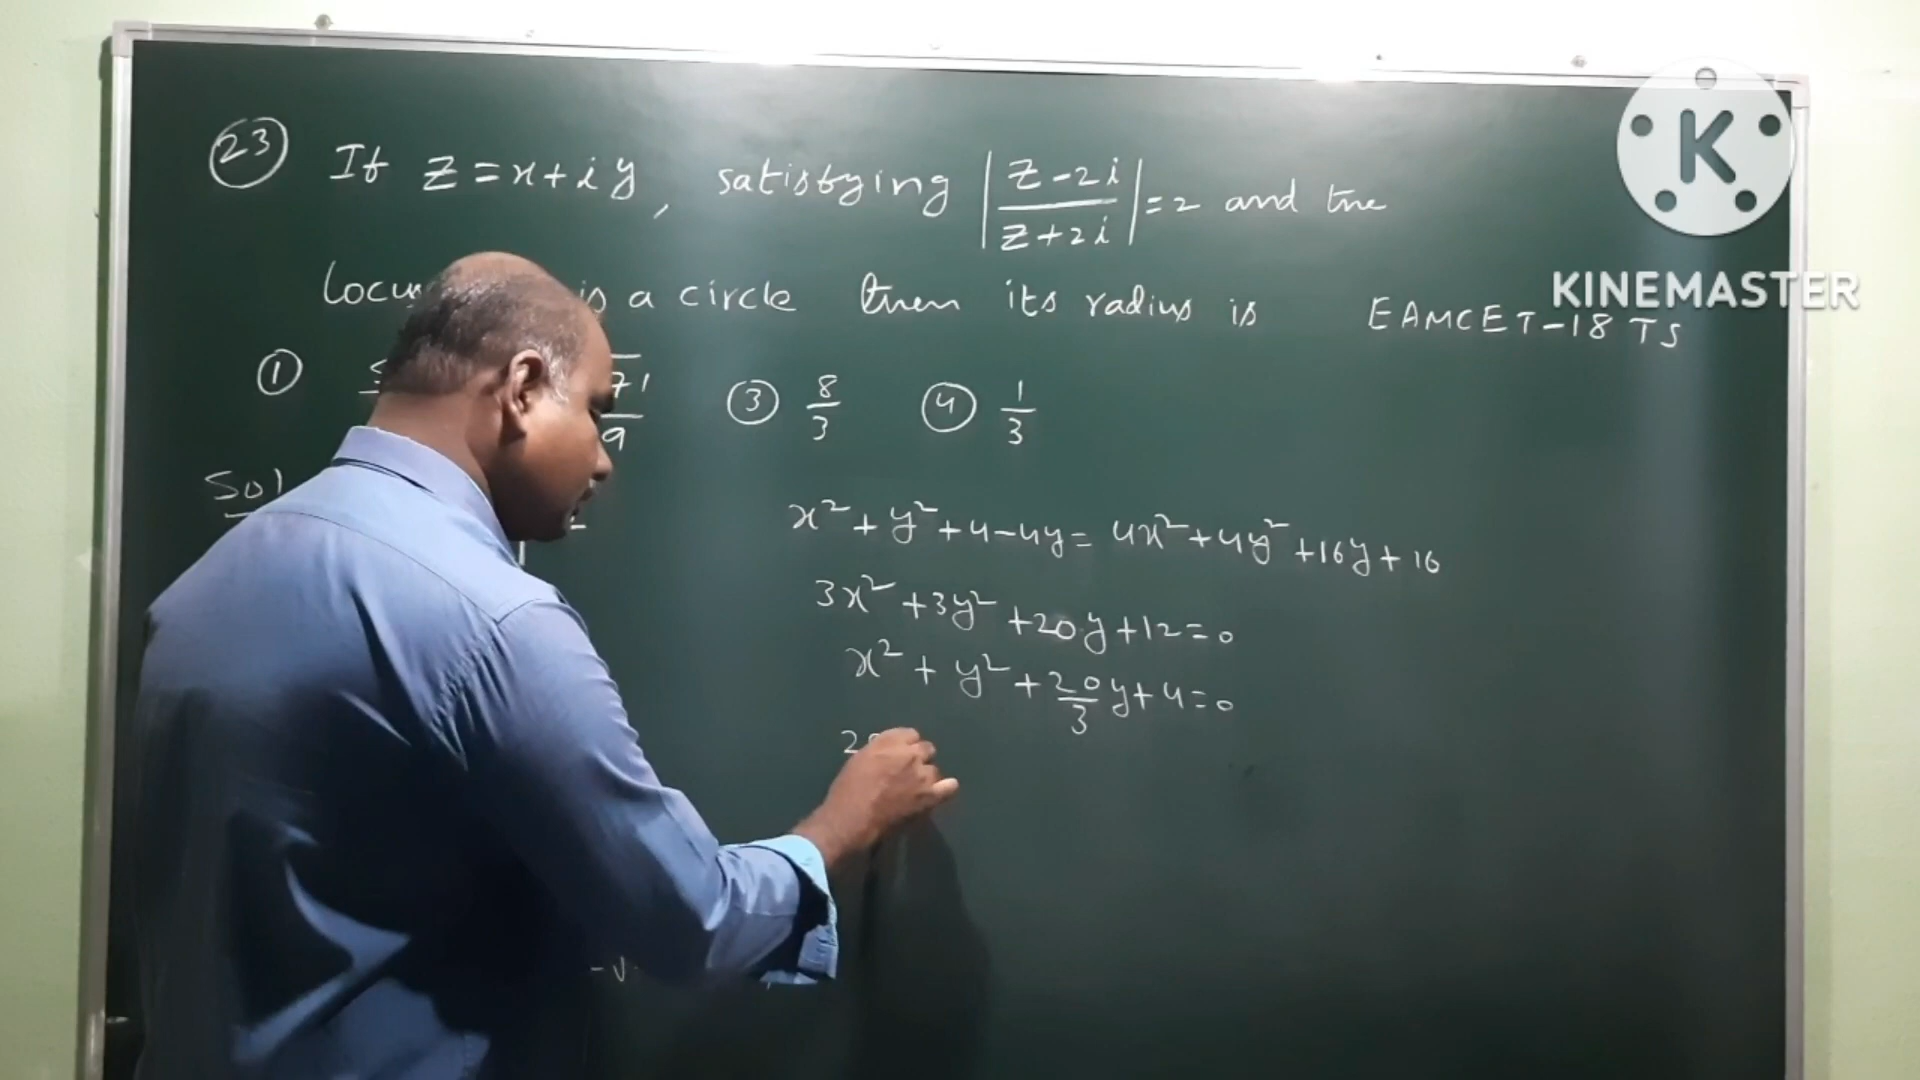 23 If z=x+iy, satisfying |z-2i/z+2i|=2 and the
is a circle then its radius is EAMCET-18 TS
① ③ 8/3 ④ 1/3
Sol
x²+y²+4-4y=4x²+4y²+16y+16
3x²+3y²+20y+12=0
x²+y²+20/3y+4=0
K
KINEMASTER